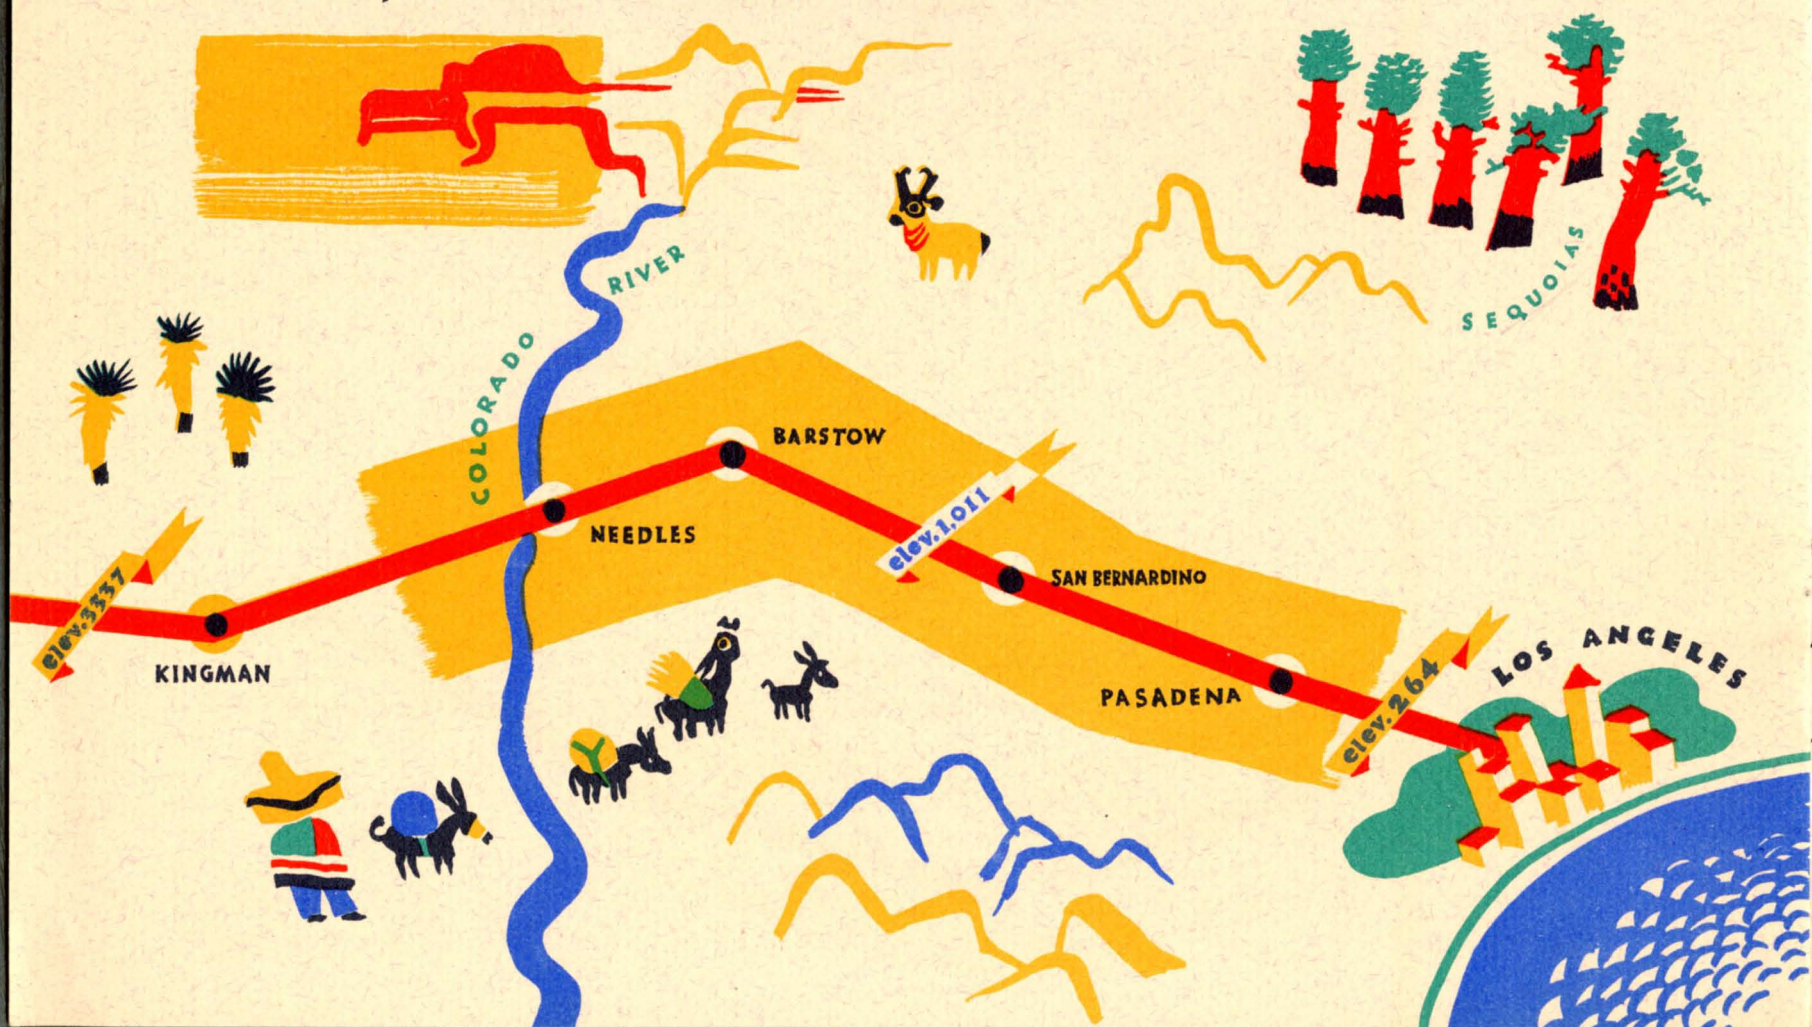 SEQUOIAS
COLORADO RIVER
BARSTOW
NEEDLES
elev. 1,011
SAN BERNARDINO
elev. 3337
KINGMAN
PASADENA
elev. 264
LOS ANGELES